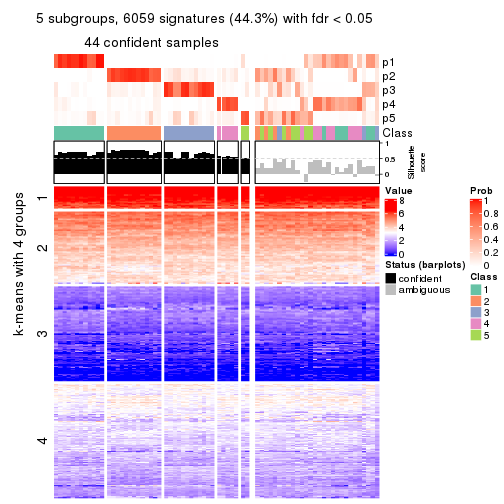 5 subgroups, 6059 signatures (44.3%) with fdr < 0.05
44 confident samples
p1
p2
p3
p4
p5
Class
1
0.5
0
Silhouette
score
k-means with 4 groups
1
2
3
4
Value
8
6
4
2
0
Status (barplots)
confident
ambiguous
Prob
1
0.8
0.6
0.4
0.2
0
Class
1
2
3
4
5